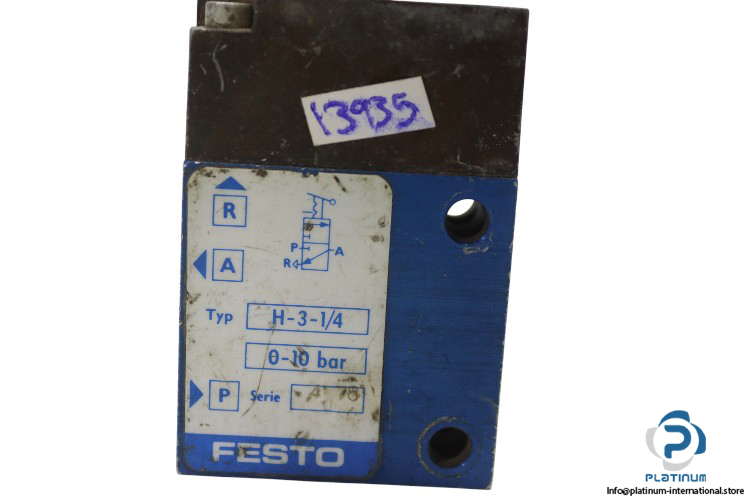 13935
R
P A
R
A
Typ H-3-1/4
0-10 bar
P Serie
FESTO
PLATINUM
Info@platinum-international.store